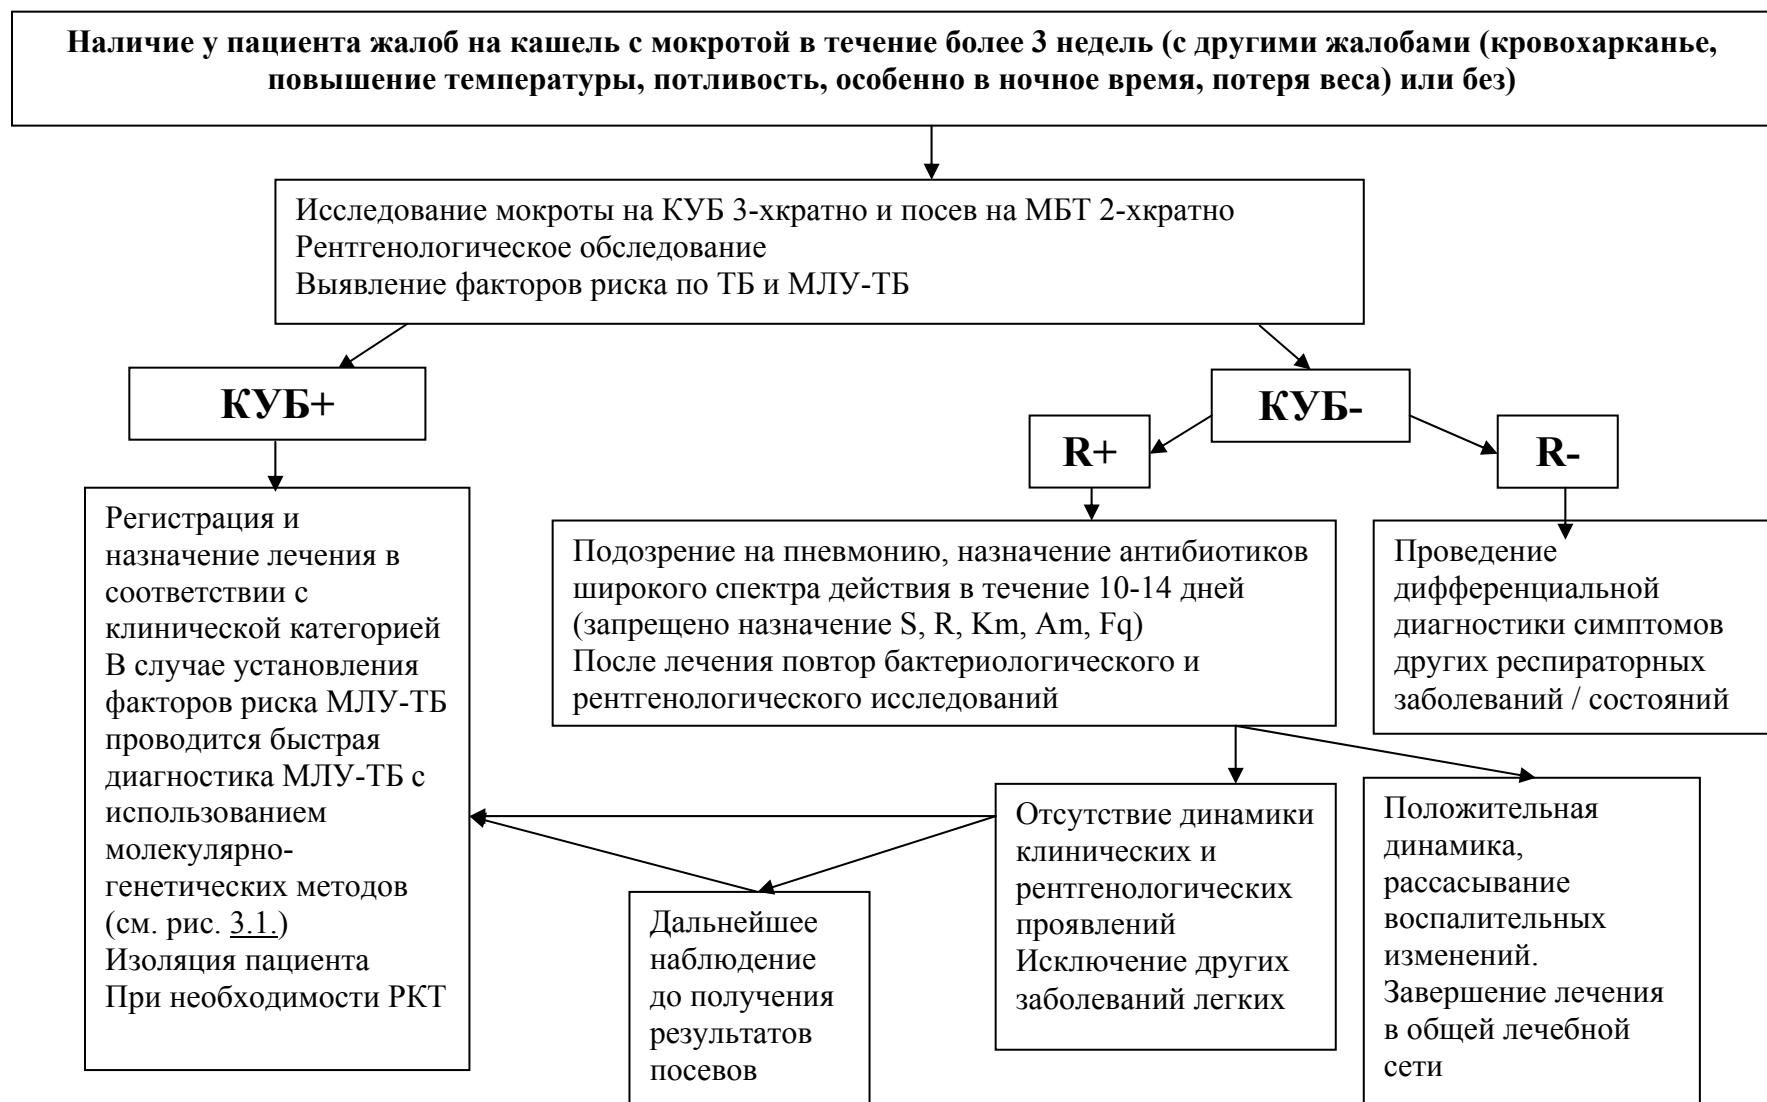 Наличие у пациента жалоб на кашель с мокротой в течение более 3 недель (с другими жалобами (кровохарканье,
повышение температуры, потливость, особенно в ночное время, потеря веса) или без)
Исследование мокроты на КУБ 3-хкратно и посев на МБТ 2-хкратно
Рентгенологическое обследование
Выявление факторов риска по ТБ и МЛУ-ТБ
КУБ+
КУБ-
R+
R-
Регистрация и
назначение лечения в
соответствии с
клинической категорией
В случае установления
факторов риска МЛУ-ТБ
проводится быстрая
диагностика МЛУ-ТБ с
использованием
молекулярно-
генетических методов
(см. рис. 3.1.)
Изоляция пациента
При необходимости РКТ
Подозрение на пневмонию, назначение антибиотиков
широкого спектра действия в течение 10-14 дней
(запрещено назначение S, R, Km, Am, Fq)
После лечения повтор бактериологического и
рентгенологического исследований
Проведение
дифференциальной
диагностики симптомов
других респираторных
заболеваний / состояний
Дальнейшее
наблюдение
до получения
результатов
посевов
Отсутствие динамики
клинических и
рентгенологических
проявлений
Исключение других
заболеваний легких
Положительная
динамика,
рассасывание
воспалительных
изменений.
Завершение лечения
в общей лечебной
сети